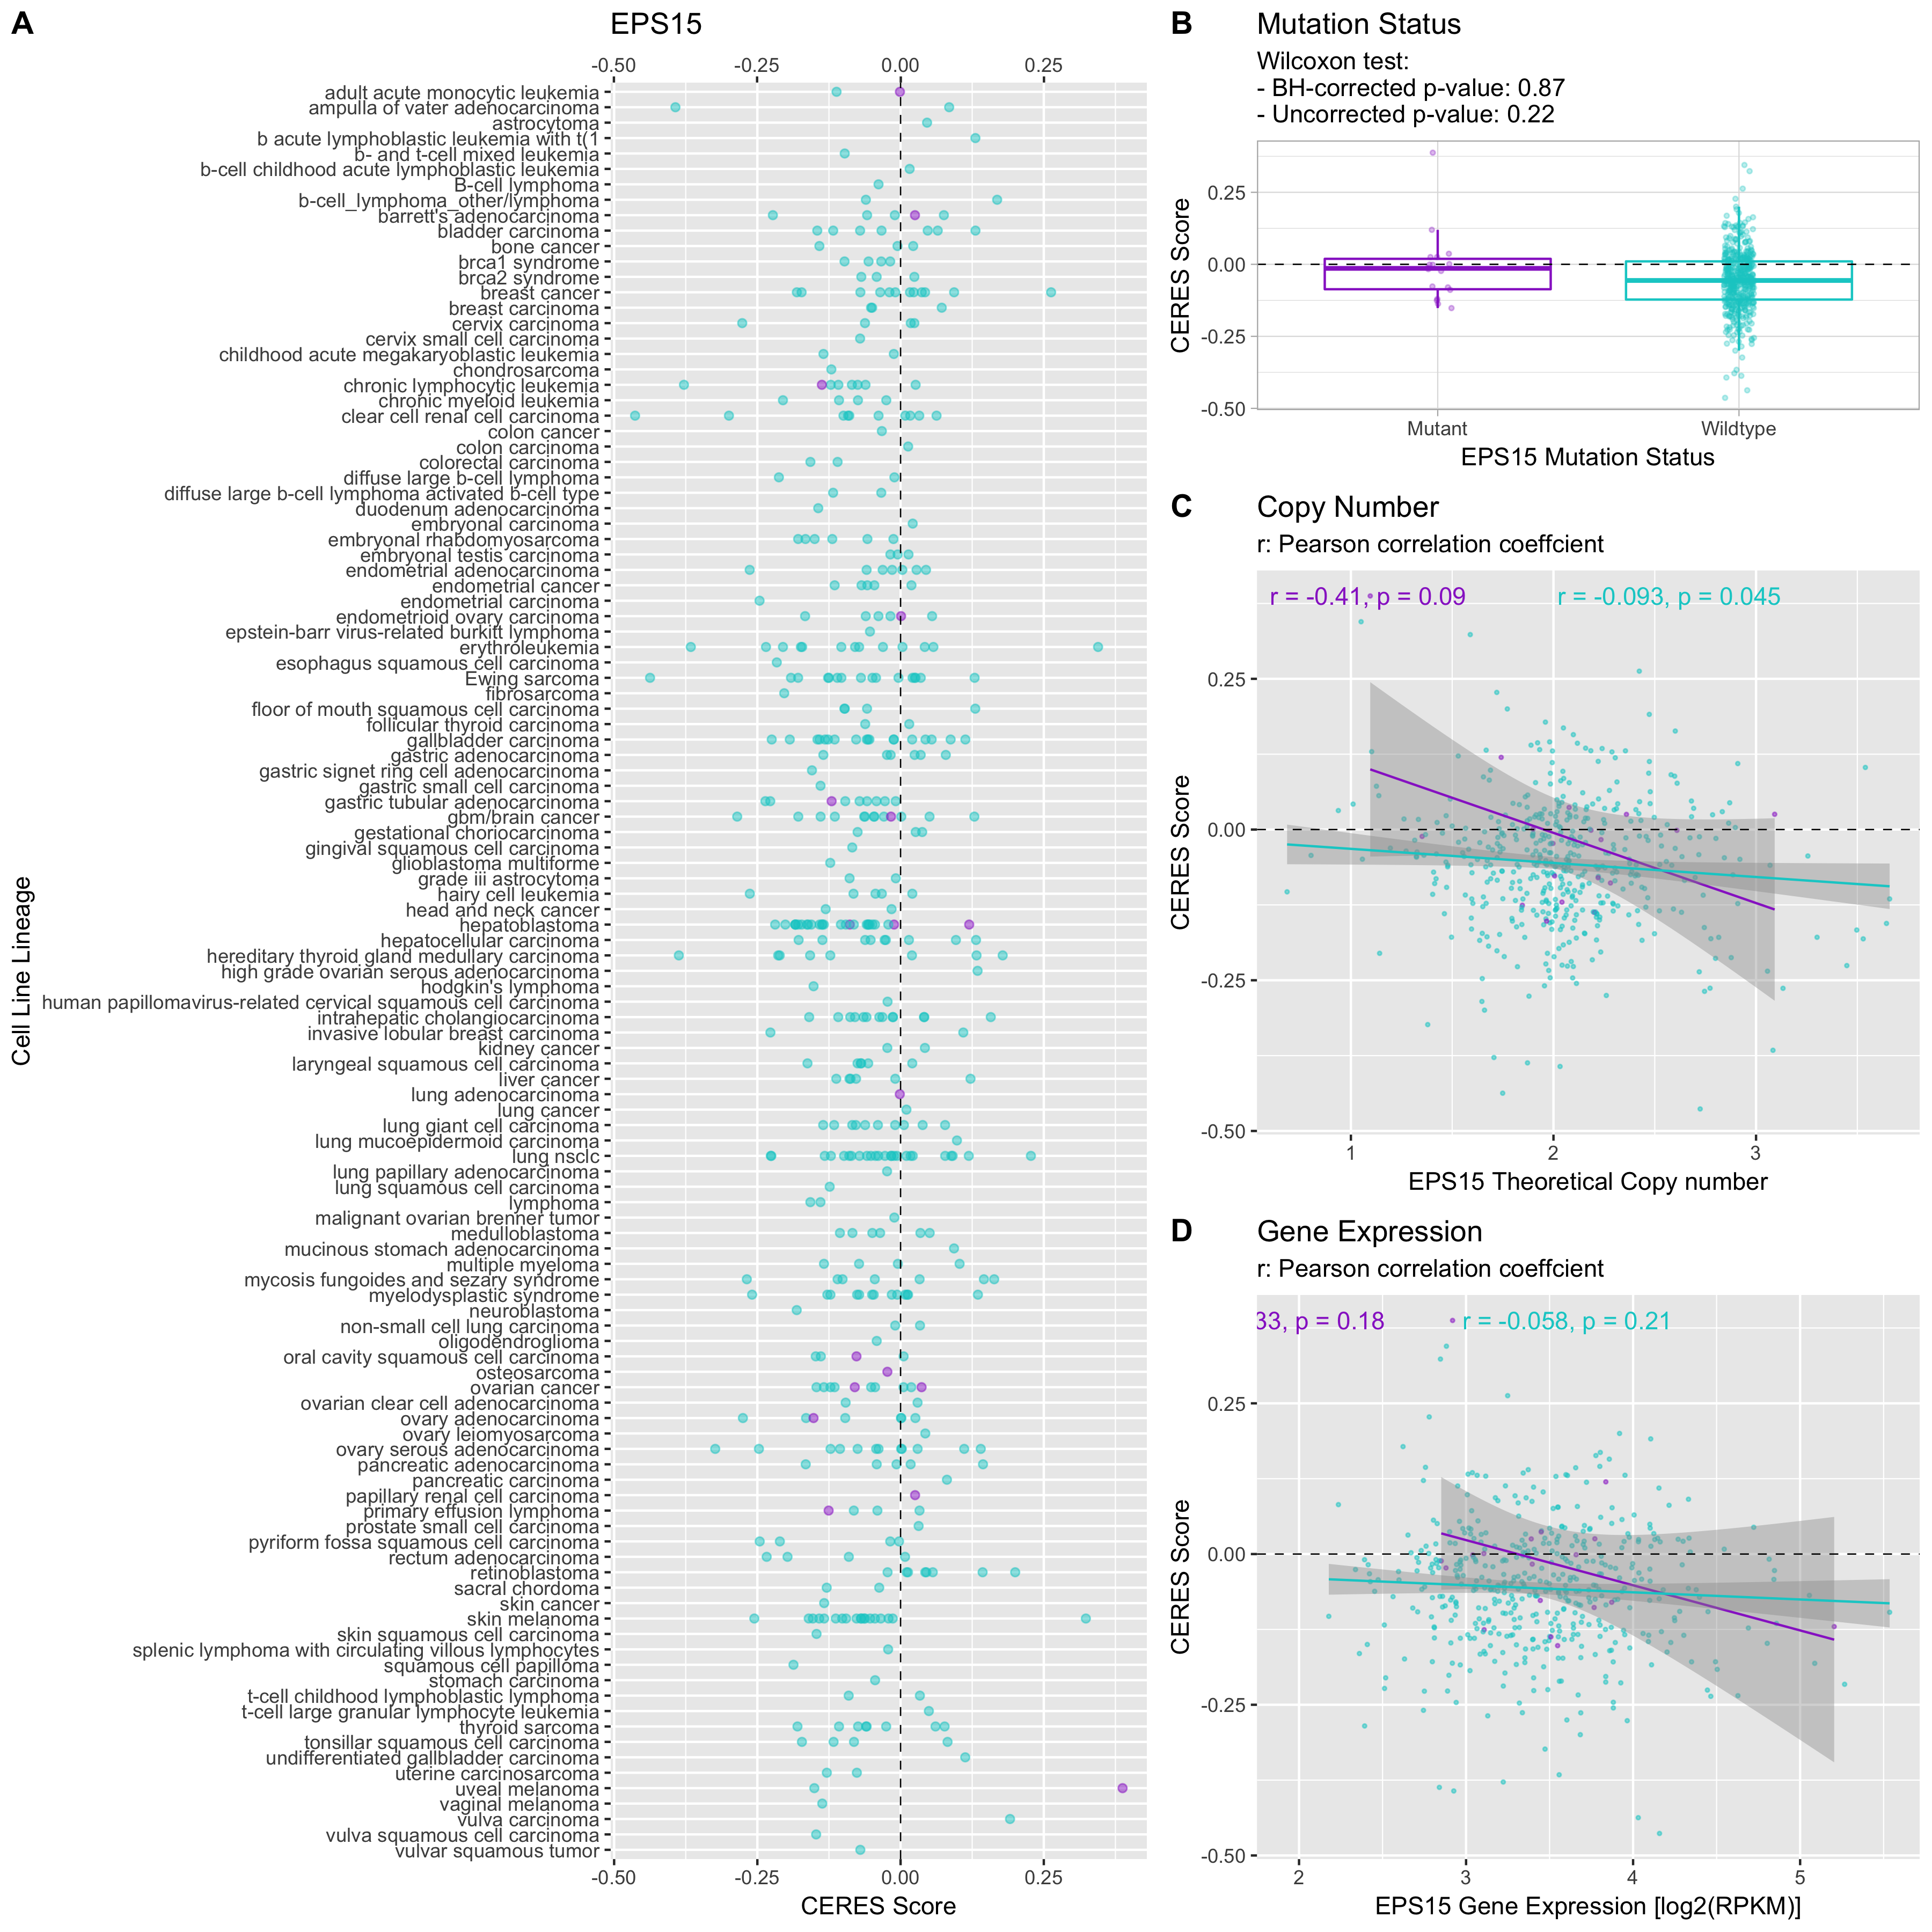 A
EPS15
-0.50 -0.25 0.00 0.25
Cell Line Lineage
adult acute monocytic leukemia
ampulla of vater adenocarcinoma
astrocytoma
b acute lymphoblastic leukemia with t(1
b- and t-cell mixed leukemia
b-cell childhood acute lymphoblastic leukemia
B-cell lymphoma
b-cell_lymphoma_other/lymphoma
barrett's adenocarcinoma
bladder carcinoma
bone cancer
brca1 syndrome
brca2 syndrome
breast cancer
breast carcinoma
cervix carcinoma
cervix small cell carcinoma
childhood acute megakaryoblastic leukemia
chondrosarcoma
chronic lymphocytic leukemia
chronic myeloid leukemia
clear cell renal cell carcinoma
colon cancer
colon carcinoma
colorectal carcinoma
diffuse large b-cell lymphoma
diffuse large b-cell lymphoma activated b-cell type
duodenum adenocarcinoma
embryonal carcinoma
embryonal rhabdomyosarcoma
embryonal testis carcinoma
endometrial adenocarcinoma
endometrial cancer
endometrial carcinoma
endometrioid ovary carcinoma
epstein-barr virus-related burkitt lymphoma
erythroleukemia
esophagus squamous cell carcinoma
Ewing sarcoma
fibrosarcoma
floor of mouth squamous cell carcinoma
follicular thyroid carcinoma
gallbladder carcinoma
gastric adenocarcinoma
gastric signet ring cell adenocarcinoma
gastric small cell carcinoma
gastric tubular adenocarcinoma
gbm/brain cancer
gestational choriocarcinoma
gingival squamous cell carcinoma
glioblastoma multiforme
grade iii astrocytoma
hairy cell leukemia
head and neck cancer
hepatoblastoma
hepatocellular carcinoma
hereditary thyroid gland medullary carcinoma
high grade ovarian serous adenocarcinoma
hodgkin's lymphoma
human papillomavirus-related cervical squamous cell carcinoma
intrahepatic cholangiocarcinoma
invasive lobular breast carcinoma
kidney cancer
laryngeal squamous cell carcinoma
liver cancer
lung adenocarcinoma
lung cancer
lung giant cell carcinoma
lung mucoepidermoid carcinoma
lung nsclc
lung papillary adenocarcinoma
lung squamous cell carcinoma
lymphoma
malignant ovarian brenner tumor
medulloblastoma
mucinous stomach adenocarcinoma
multiple myeloma
mycosis fungoides and sezary syndrome
myelodysplastic syndrome
neuroblastoma
non-small cell lung carcinoma
oligodendroglioma
oral cavity squamous cell carcinoma
osteosarcoma
ovarian cancer
ovarian clear cell adenocarcinoma
ovary adenocarcinoma
ovary leiomyosarcoma
ovary serous adenocarcinoma
pancreatic adenocarcinoma
pancreatic carcinoma
papillary renal cell carcinoma
primary effusion lymphoma
prostate small cell carcinoma
pyriform fossa squamous cell carcinoma
rectum adenocarcinoma
retinoblastoma
sacral chordoma
skin cancer
skin melanoma
skin squamous cell carcinoma
splenic lymphoma with circulating villous lymphocytes
squamous cell papilloma
stomach carcinoma
t-cell childhood lymphoblastic lymphoma
t-cell large granular lymphocyte leukemia
thyroid sarcoma
tonsillar squamous cell carcinoma
undifferentiated gallbladder carcinoma
uterine carcinosarcoma
uveal melanoma
vaginal melanoma
vulva carcinoma
vulva squamous cell carcinoma
vulvar squamous tumor
-0.50 -0.25 0.00 0.25
CERES Score
B
Mutation Status
Wilcoxon test:
- BH-corrected p-value: 0.87
- Uncorrected p-value: 0.22
CERES Score
0.25
0.00
-0.25
-0.50
Mutant Wildtype
EPS15 Mutation Status
C
Copy Number
r: Pearson correlation coeffcient
r = -0.41, p = 0.09 r = -0.093, p = 0.045
CERES Score
0.25
0.00
-0.25
-0.50
1 2 3
EPS15 Theoretical Copy number
D
Gene Expression
r: Pearson correlation coeffcient
33, p = 0.18 r = -0.058, p = 0.21
CERES Score
0.25
0.00
-0.25
-0.50
2 3 4 5
EPS15 Gene Expression [log2(RPKM)]